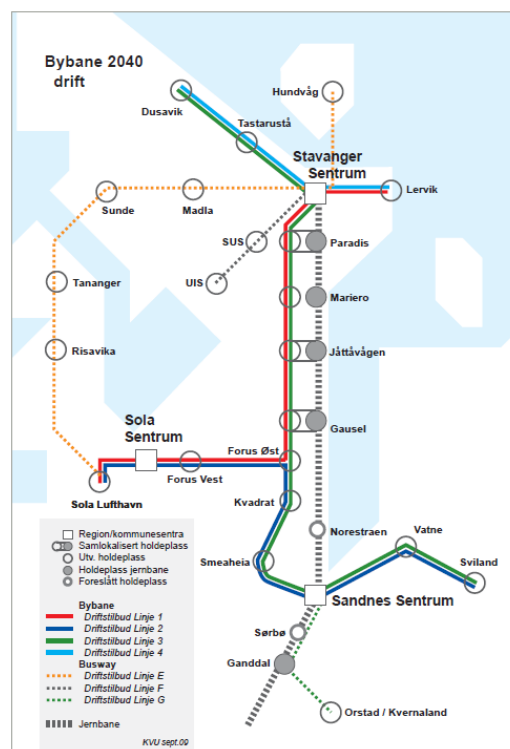 Bybane 2040
drift
Hundvåg
Dusavik
Tastarustå
Stavanger
Sentrum
Lervik
Sunde
Madla
SUS
Paradis
UIS
Tananger
Mariero
Risavika
Jåttåvågen
Sola
Sentrum
Gausel
Forus Øst
Forus Vest
Sola Lufthavn
Kvadrat
Norestraen
Vatne
Smeaheia
Sviland
Sandnes Sentrum
Sørbø
Ganddal
Orstad / Kvernaland
Region/kommunesentra
Samlokalisert holdeplass
Utv. holdeplass
Holdeplass jernbane
Foreslått holdeplass
Bybane
Driftstilbud Linje 1
Driftstilbud Linje 2
Driftstilbud Linje 3
Driftstilbud Linje 4
Busway
Driftstilbud Linje E
Driftstilbud Linje F
Driftstilbud Linje G
Jernbane
KVU sept.09